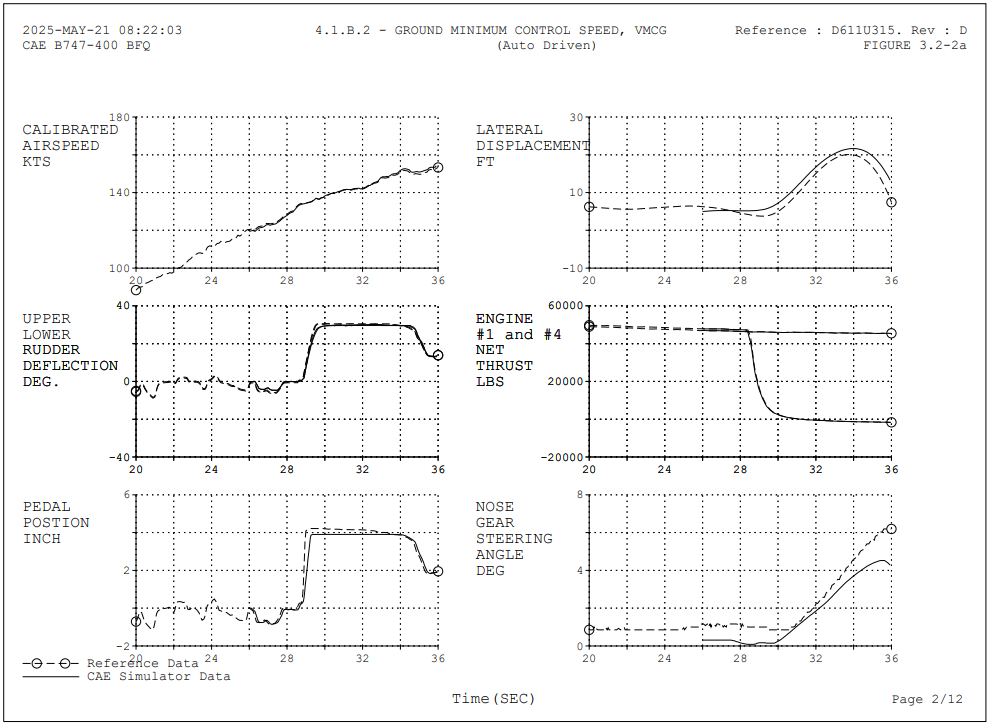 2025-MAY-21 08:22:03
CAE B747-400 BFQ
4.1.B.2 - GROUND MINIMUM CONTROL SPEED, VMCG
(Auto Driven)
Reference : D611U315. Rev : D
FIGURE 3.2-2a
CALIBRATED
AIRSPEED
KTS
180
140
100
20 24 28 32 36
LATERAL
DISPLACEMENT
FT
30
10
-10
20 24 28 32 36
UPPER
LOWER
RUDDER
DEFLECTION
DEG.
40
0
-40
20 24 28 32 36
ENGINE
#1 and #4
NET
THRUST
LBS
60000
20000
-20000
20 24 28 32 36
PEDAL
POSTION
INCH
6
2
-2
20 24 28 32 36
NOSE
GEAR
STEERING
ANGLE
DEG
8
4
0
20 24 28 32 36
Reference Data
CAE Simulator Data
Time(SEC)
Page 2/12